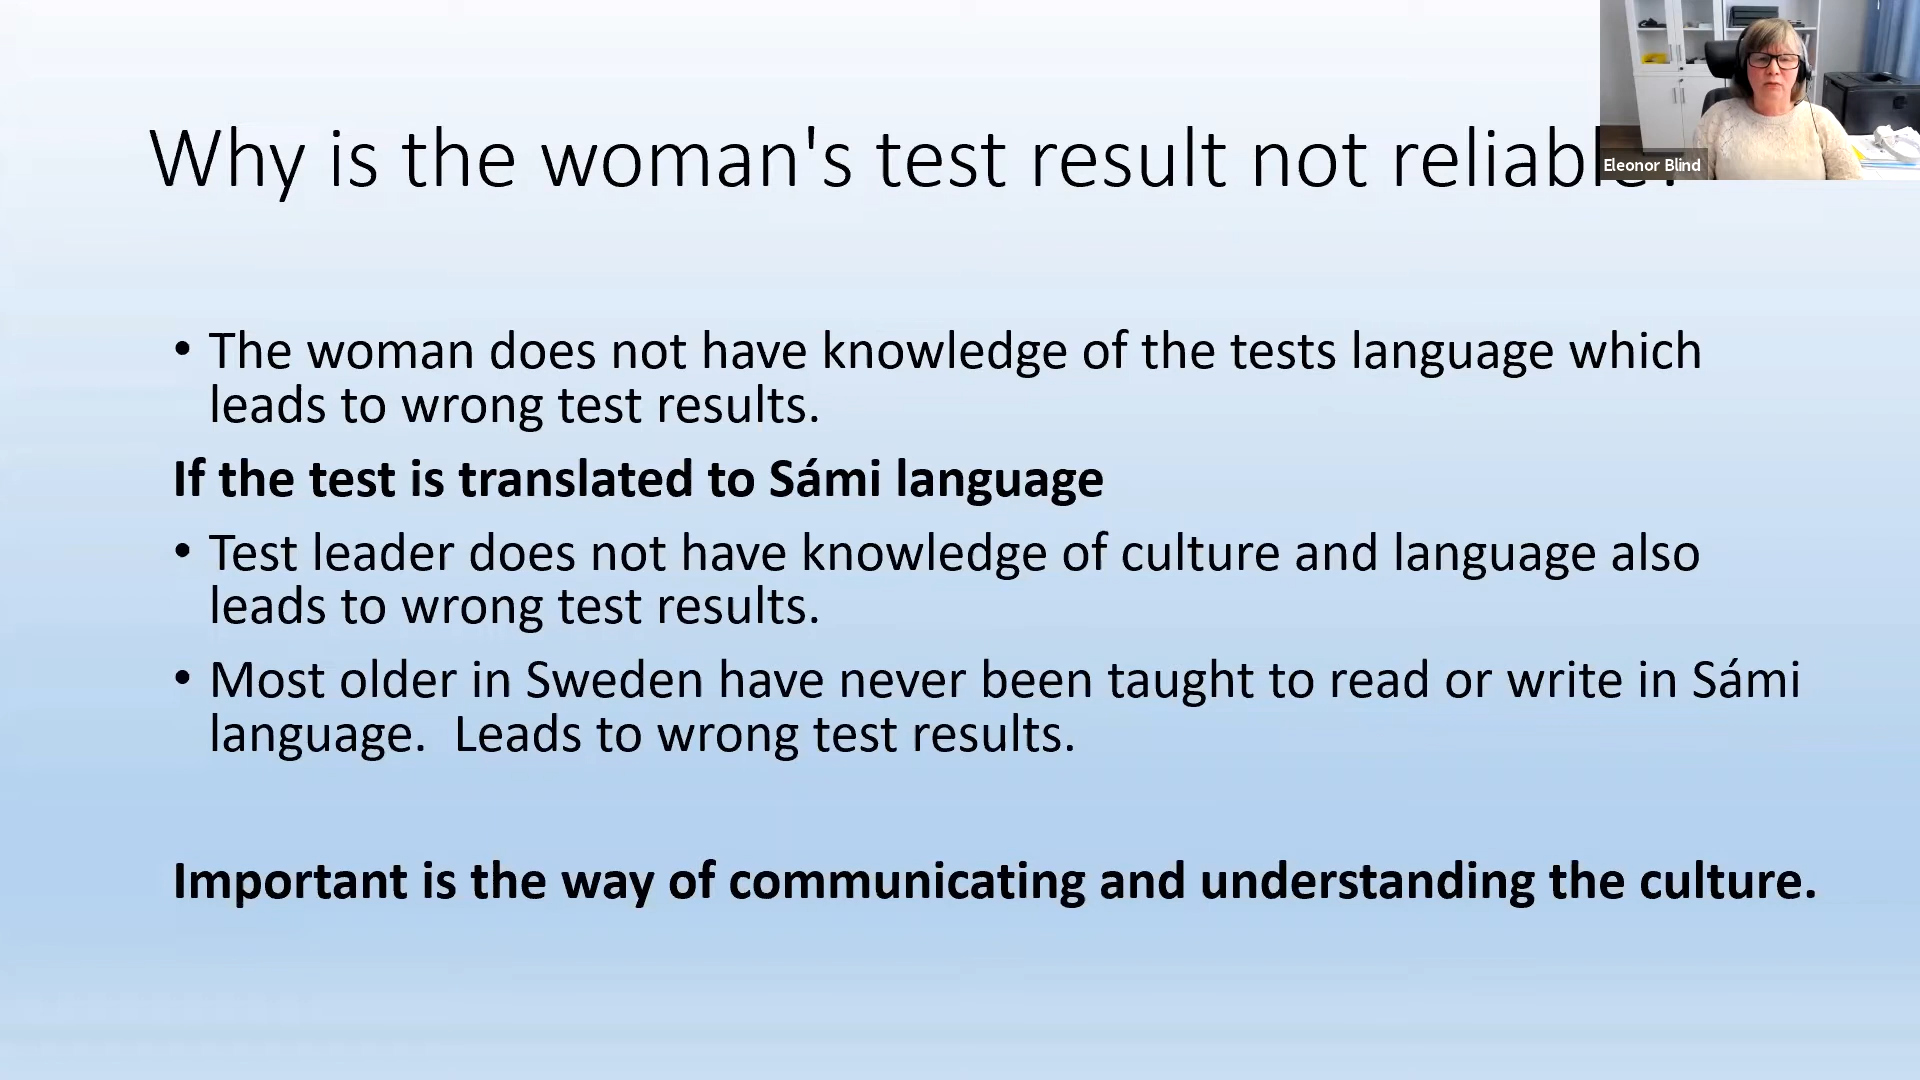 Why is the woman's test result not
Eleonor Blind
• The woman does not have knowledge of the tests language which
leads to wrong test results.
If the test is translated to Sámi language
• Test leader does not have knowledge of culture and language also
leads to wrong test results.
• Most older in Sweden have never been taught to read or write in Sámi
language.  Leads to wrong test results.
Important is the way of communicating and understanding the culture.